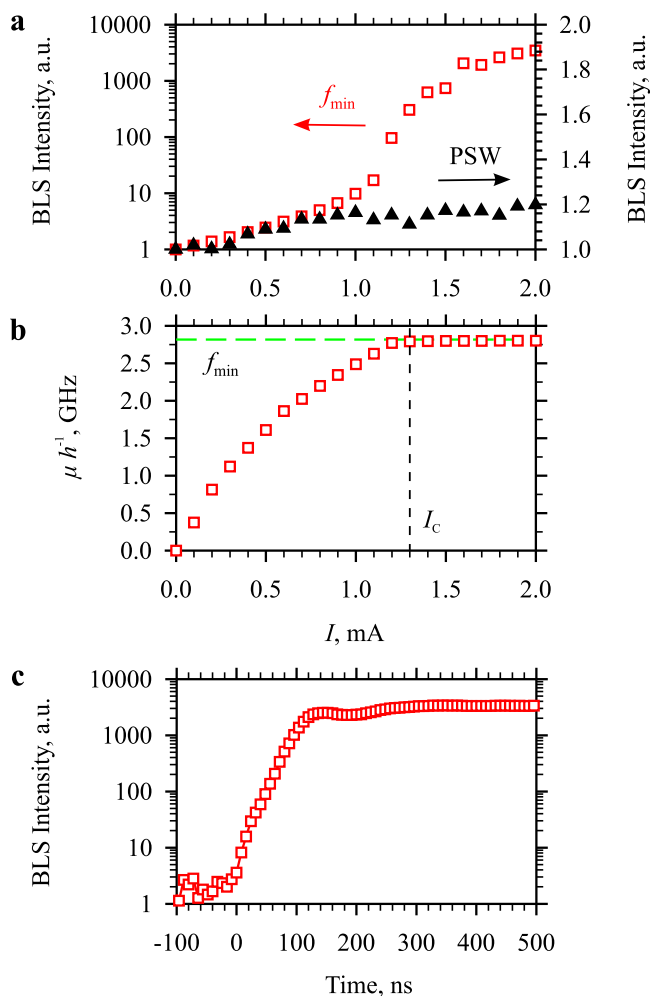 a
BLS Intensity, a.u.
10000
1000
100
10
1
f min
PSW
2.0
1.8
1.6
1.4
1.2
1.0
BLS Intensity, a.u.
0.0 0.5 1.0 1.5 2.0
b
μ h⁻¹, GHz
3.0
2.5
2.0
1.5
1.0
0.5
0.0
f min
I C
0.0 0.5 1.0 1.5 2.0
I, mA
c
BLS Intensity, a.u.
10000
1000
100
10
1
-100 0 100 200 300 400 500
Time, ns